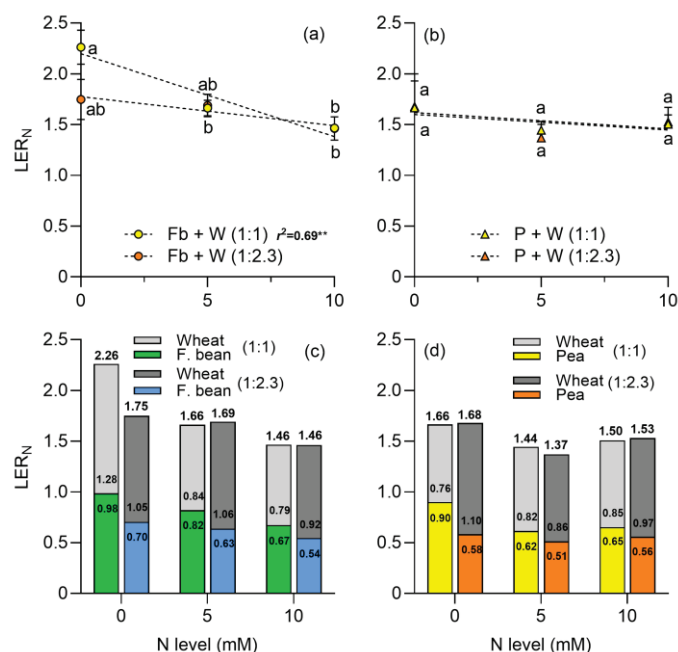 (a)
2.5
2.0
1.5
1.0
0.5
0
LER_N
a
ab
ab
b
b
b
Fb + W (1:1) r²=0.69**
Fb + W (1:2.3)
0
5
10
(b)
2.5
2.0
1.5
1.0
0.5
0
a
a
a
a
a
a
P + W (1:1)
P + W (1:2.3)
0
5
10
(c)
Wheat
F. bean
(1:1)
Wheat
F. bean
(1:2.3)
2.5
2.0
1.5
1.0
0.5
0
LER_N
2.26
1.28
0.98
1.75
1.05
0.70
1.66
0.84
0.82
1.69
1.06
0.63
1.46
0.79
0.67
1.46
0.92
0.54
0
5
10
N level (mM)
(d)
Wheat
Pea
(1:1)
Wheat
Pea
(1:2.3)
2.5
2.0
1.5
1.0
0.5
0
1.66
0.76
0.90
1.68
1.10
0.58
1.44
0.82
0.62
1.37
0.86
0.51
1.50
0.85
0.65
1.53
0.97
0.56
0
5
10
N level (mM)